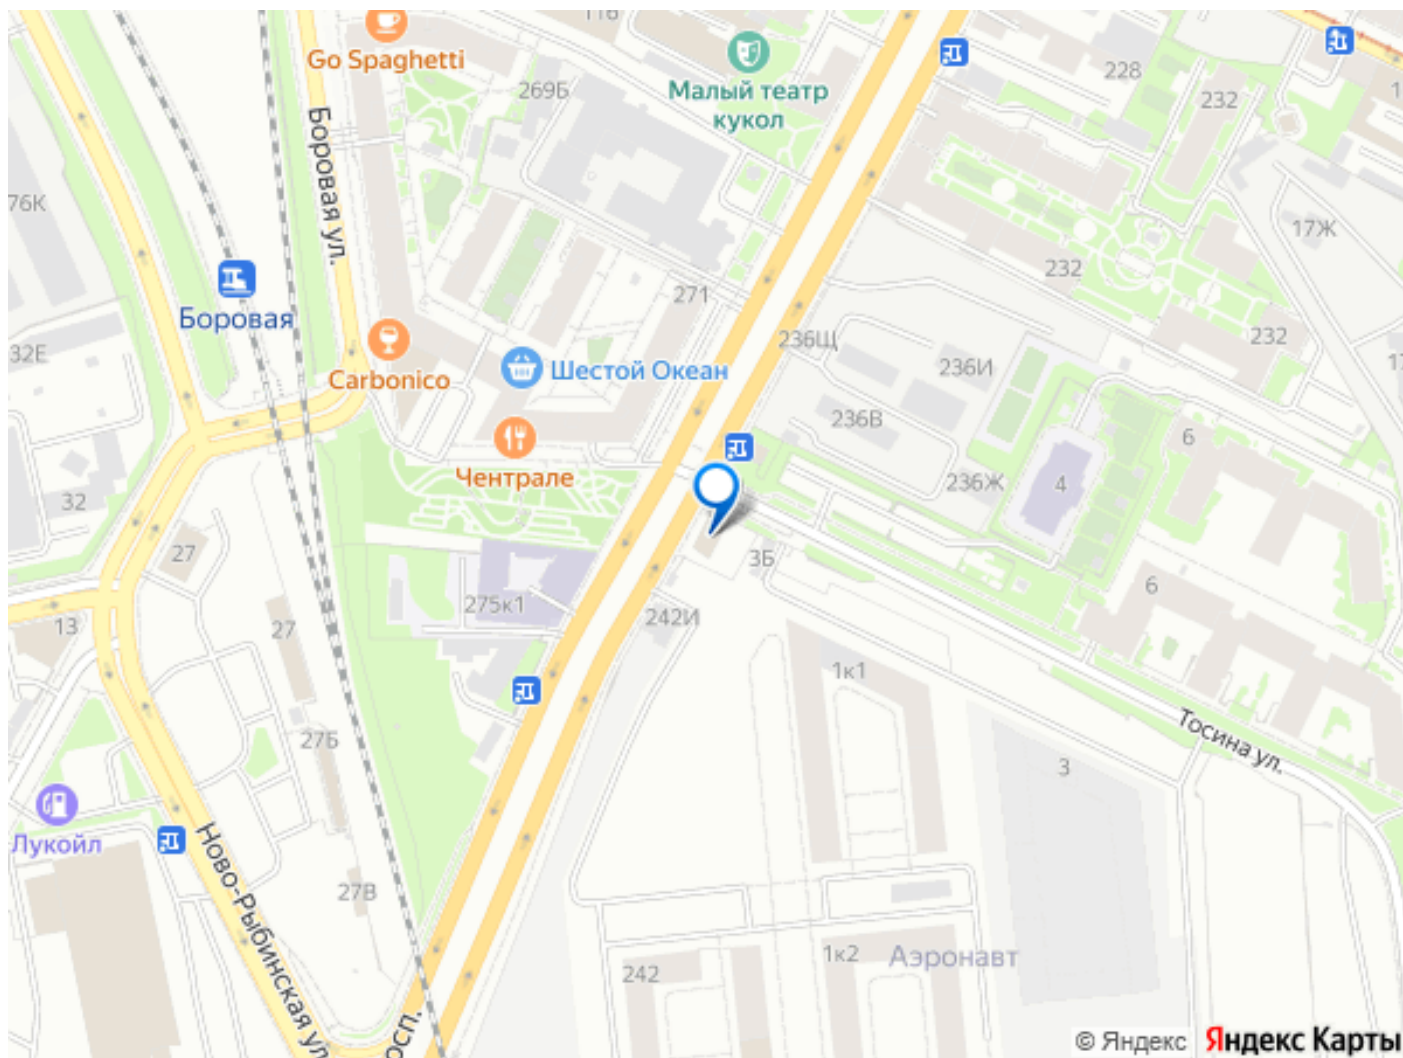 116
Go Spaghetti
269Б
Малый театр
кукол
228
232
Боровая ул.
76К
17Ж
232
271
Боровая
236Щ
232
32Е
Carbonico
Шестой Океан
236И
236В
6
Чентрале
236Ж
4
32
27
3Б
6
275к1
242И
13
27
1к1
Тосина ул.
27Б
3
Лукойл
Ново-Рыбинская ул.
27В
1к2
Аэронавт
242
осп.
© Яндекс
Яндекс Карты